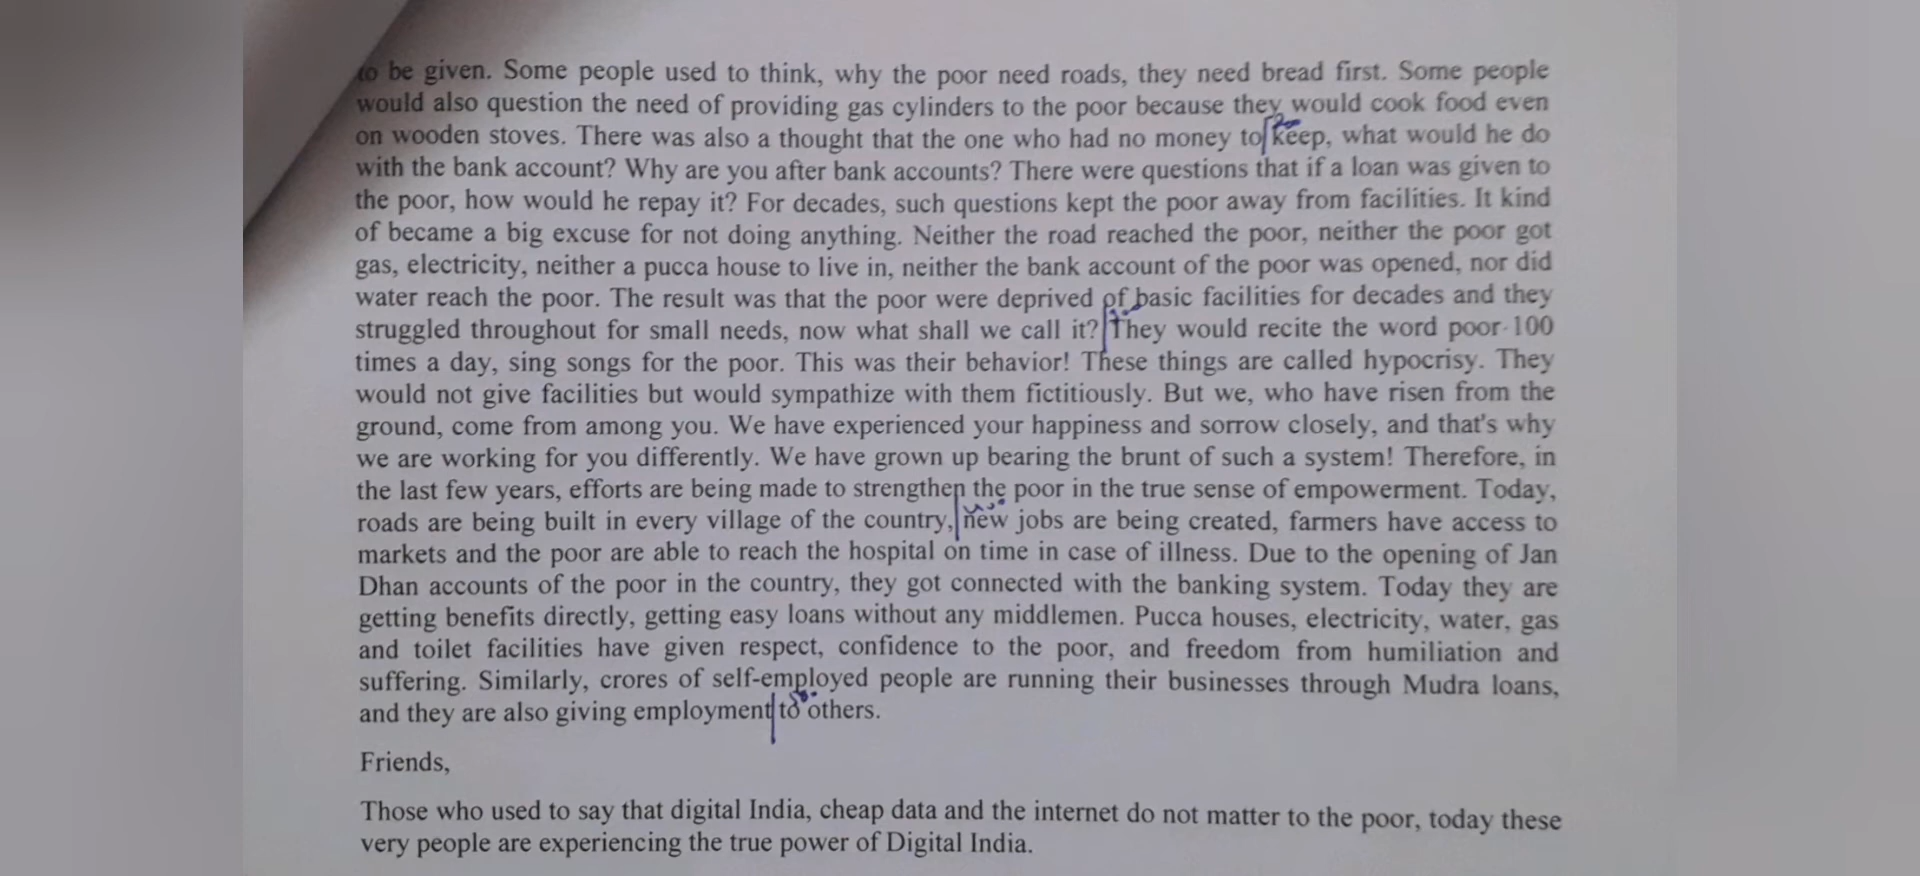 to be given. Some people used to think, why the poor need roads, they need bread first. Some people
would also question the need of providing gas cylinders to the poor because they would cook food even
on wooden stoves. There was also a thought that the one who had no money to keep, what would he do
with the bank account? Why are you after bank accounts? There were questions that if a loan was given to
the poor, how would he repay it? For decades, such questions kept the poor away from facilities. It kind
of became a big excuse for not doing anything. Neither the road reached the poor, neither the poor got
gas, electricity, neither a pucca house to live in, neither the bank account of the poor was opened, nor did
water reach the poor. The result was that the poor were deprived of basic facilities for decades and they
struggled throughout for small needs, now what shall we call it? They would recite the word poor 100
times a day, sing songs for the poor. This was their behavior! These things are called hypocrisy. They
would not give facilities but would sympathize with them fictitiously. But we, who have risen from the
ground, come from among you. We have experienced your happiness and sorrow closely, and that's why
we are working for you differently. We have grown up bearing the brunt of such a system! Therefore, in
the last few years, efforts are being made to strengthen the poor in the true sense of empowerment. Today,
roads are being built in every village of the country, new jobs are being created, farmers have access to
markets and the poor are able to reach the hospital on time in case of illness. Due to the opening of Jan
Dhan accounts of the poor in the country, they got connected with the banking system. Today they are
getting benefits directly, getting easy loans without any middlemen. Pucca houses, electricity, water, gas
and toilet facilities have given respect, confidence to the poor, and freedom from humiliation and
suffering. Similarly, crores of self-employed people are running their businesses through Mudra loans,
and they are also giving employment to others.
Friends,
Those who used to say that digital India, cheap data and the internet do not matter to the poor, today these
very people are experiencing the true power of Digital India.